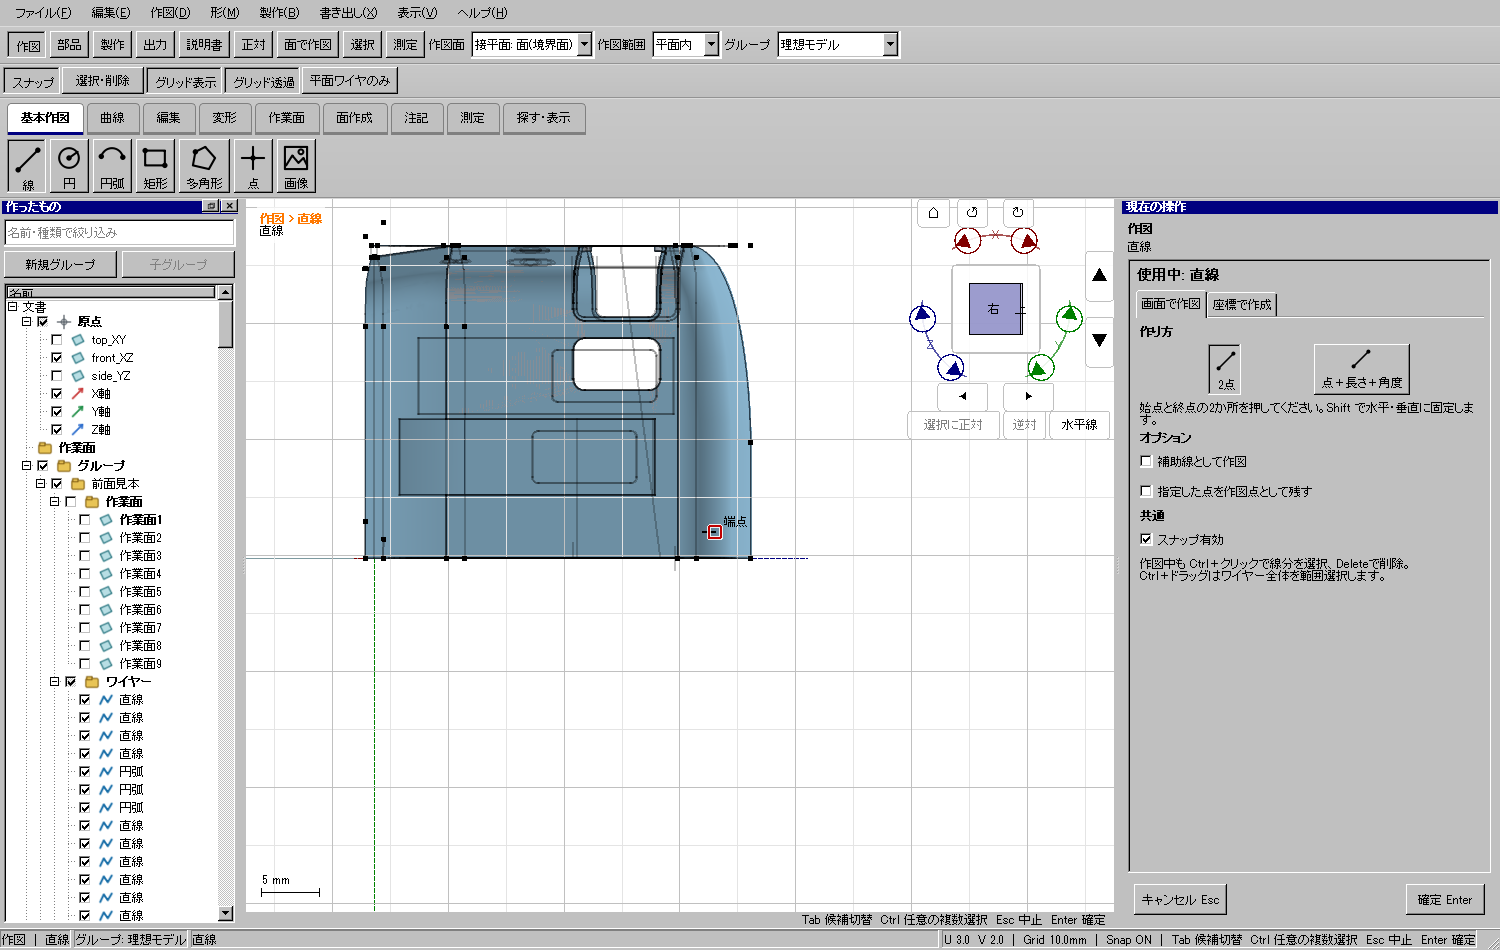 ファイル(F) 編集(E) 作図(D) 形(M) 製作(B) 書き出し(X) 表示(V) ヘルプ(H)
作図 部品 製作 出力 説明書 正対 面で作図 選択 測定 作図面 接平面: 面(境界面) 作図範囲 平面内 グループ 理想モデル
スナップ 選択・削除 グリッド表示 グリッド透過 平面ワイヤのみ
基本作図 曲線 編集 変形 作業面 面作成 注記 測定 探す・表示
線 円 円弧 矩形 多角形 点 画像
作ったもの
名前・種類で絞り込み
新規グループ 子グループ
名前
文書
原点
top_XY
front_XZ
side_YZ
X軸
Y軸
Z軸
作業面
グループ
前面見本
作業面
作業面1
作業面2
作業面3
作業面4
作業面5
作業面6
作業面7
作業面8
作業面9
ワイヤー
直線
直線
直線
直線
円弧
円弧
円弧
直線
直線
直線
直線
直線
直線
作図 > 直線
直線
端点
5 mm
X
右
上
Z
Y
選択に正対 逆対 水平線
Tab 候補切替 Ctrl 任意の複数選択 Esc 中止 Enter 確定
現在の操作
作図
直線
使用中: 直線
画面で作図 座標で作成
作り方
2点 点+長さ+角度
始点と終点の2か所を押してください。Shift で水平・垂直に固定しま
す。
オプション
補助線として作図
指定した点を作図点として残す
共通
スナップ有効
作図中も Ctrl+クリックで線分を選択、Deleteで削除。
Ctrl+ドラッグはワイヤー全体を範囲選択します。
キャンセル Esc 確定 Enter
作図 | 直線 グループ: 理想モデル 直線 U 3.0 V 2.0 | Grid 10.0mm | Snap ON | Tab 候補切替 Ctrl 任意の複数選択 Esc 中止 Enter 確定